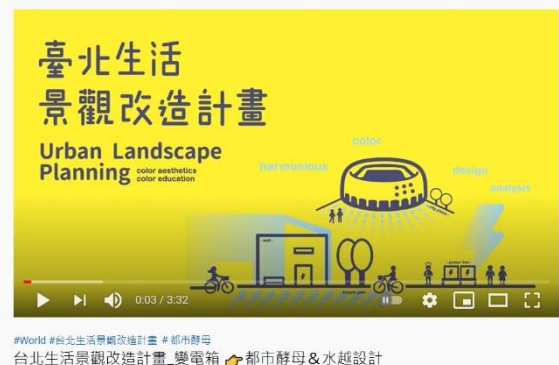 臺北生活
景觀改造計畫
Urban Landscape
Planning color aesthetics
color education
color
harmonious
design
analysis
0:03 / 3:32
#World #台北生活景觀改造計畫 #都市酵母
台北生活景觀改造計畫_變電箱 👉都市酵母&水越設計